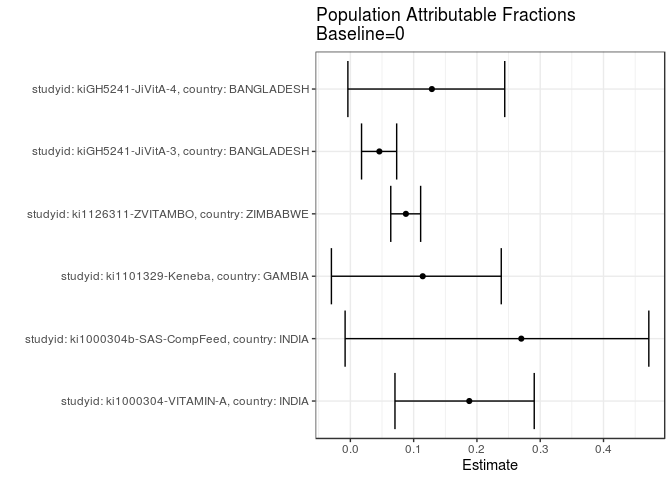 Population Attributable Fractions
Baseline=0
studyid: kiGH5241-JiVitA-4, country: BANGLADESH
studyid: kiGH5241-JiVitA-3, country: BANGLADESH
studyid: ki1126311-ZVITAMBO, country: ZIMBABWE
studyid: ki1101329-Keneba, country: GAMBIA
studyid: ki1000304b-SAS-CompFeed, country: INDIA
studyid: ki1000304-VITAMIN-A, country: INDIA
0.0 0.1 0.2 0.3 0.4
Estimate